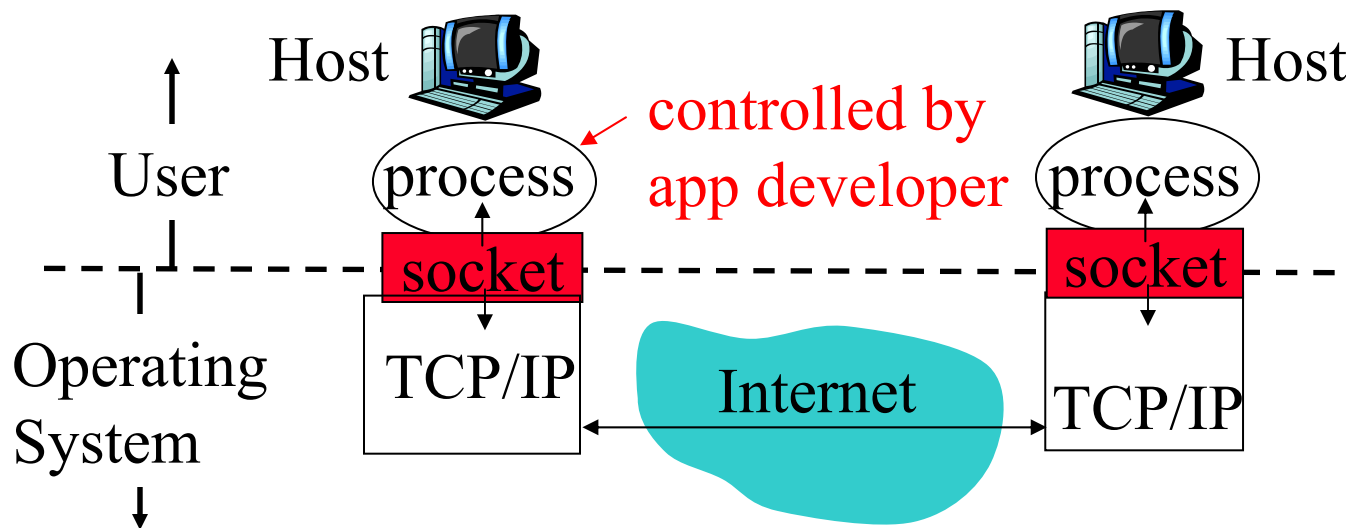 Host
Host
controlled by
app developer
User
process
process
socket
socket
Operating
System
TCP/IP
Internet
TCP/IP